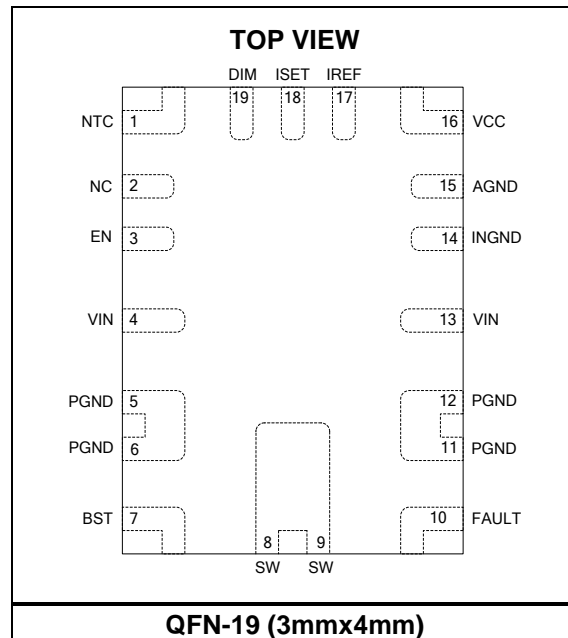 TOP VIEW
DIM ISET IREF
19 18 17
NTC 1 16 VCC
NC 2 15 AGND
EN 3 14 INGND
VIN 4 13 VIN
PGND 5 12 PGND
PGND 6 11 PGND
BST 7 10 FAULT
8 9
SW SW
QFN-19 (3mmx4mm)